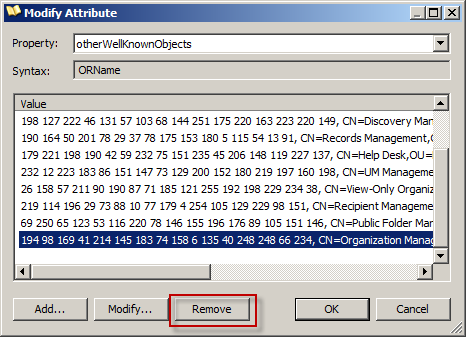 Modify Attribute
Property: otherWellKnownObjects
Syntax: ORName
Value
198 127 222 46 131 57 103 68 144 251 175 220 163 223 220 149, CN=Discovery Man
190 164 50 201 78 29 37 78 175 153 180 5 115 54 13 91, CN=Records Management,O
179 221 198 190 42 59 232 75 151 235 45 206 148 119 227 137, CN=Help Desk,OU=
232 12 223 183 86 151 147 73 129 200 152 180 219 197 160 198, CN=UM Manageme
26 158 57 211 90 190 87 71 185 121 255 192 198 229 234 38, CN=View-Only Organiz
219 114 196 29 73 88 10 77 179 4 254 105 129 229 98 151, CN=Recipient Manager
69 250 65 123 53 116 220 78 146 155 196 176 89 105 151 146, CN=Public Folder Man
194 98 169 41 214 145 183 74 158 6 135 40 248 248 66 234, CN=Organization Manag
Add... Modify... Remove OK Cancel